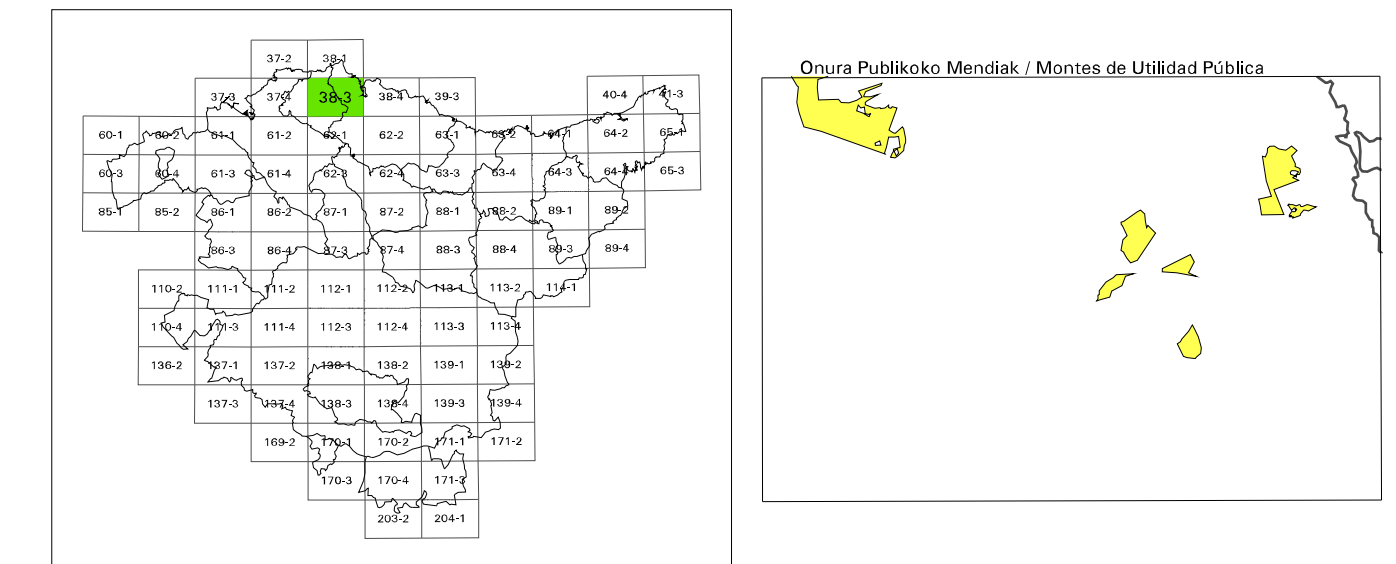 Onura Publikoko Mendiak / Montes de Utilidad Pública
37-2 38-1
37-3 37-4 38-3 38-4 39-3 40-4 41-3
60-1 60-2 61-1 61-2 62-1 62-2 63-1 63-2 64-1 64-2 65-1
60-3 60-4 61-3 61-4 62-3 62-4 63-3 63-4 64-3 64-4 65-3
85-1 85-2 86-1 86-2 87-1 87-2 88-1 88-2 89-1 89-2
86-3 86-4 87-3 87-4 88-3 88-4 89-3 89-4
110-2 111-1 111-2 112-1 112-2 113-1 113-2 114-1
110-4 111-3 111-4 112-3 112-4 113-3 113-4
136-2 137-1 137-2 138-1 138-2 139-1 139-2
137-3 137-4 138-3 138-4 139-3 139-4
169-2 170-1 170-2 171-1 171-2
170-3 170-4 171-3
203-2 204-1